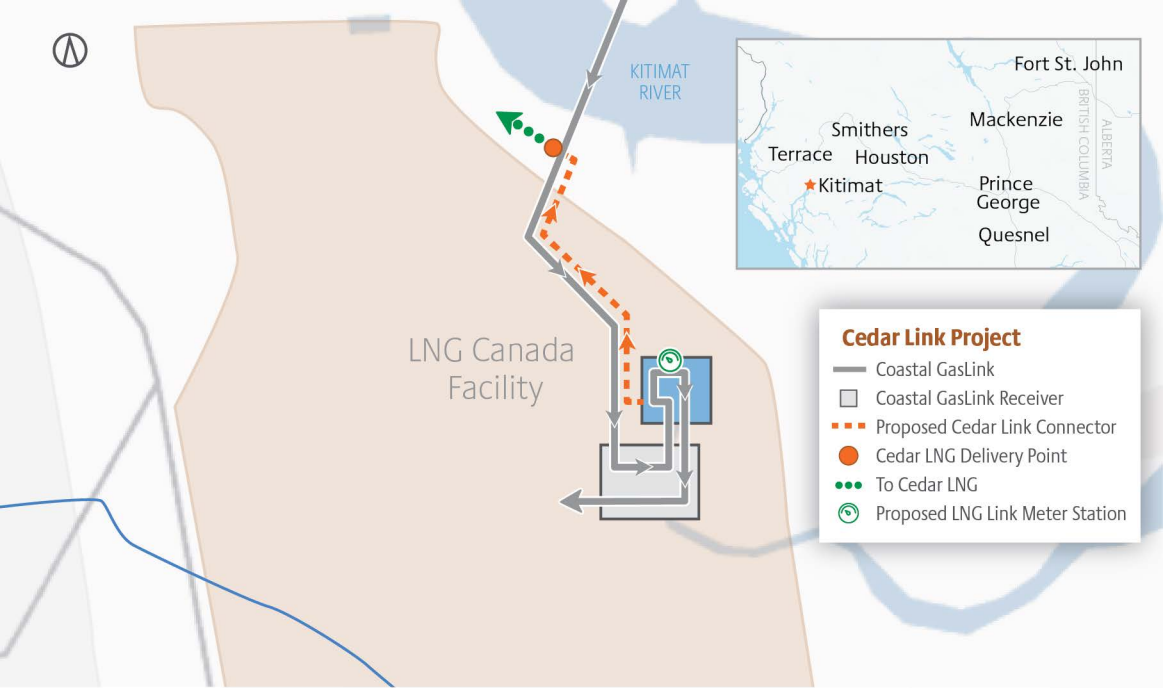 KITIMAT
RIVER
LNG Canada
Facility
Fort St. John
Mackenzie
Smithers
Terrace
Houston
Kitimat
Prince
George
Quesnel
BRITISH COLUMBIA
ALBERTA
Cedar Link Project
Coastal GasLink
Coastal GasLink Receiver
Proposed Cedar Link Connector
Cedar LNG Delivery Point
To Cedar LNG
Proposed LNG Link Meter Station